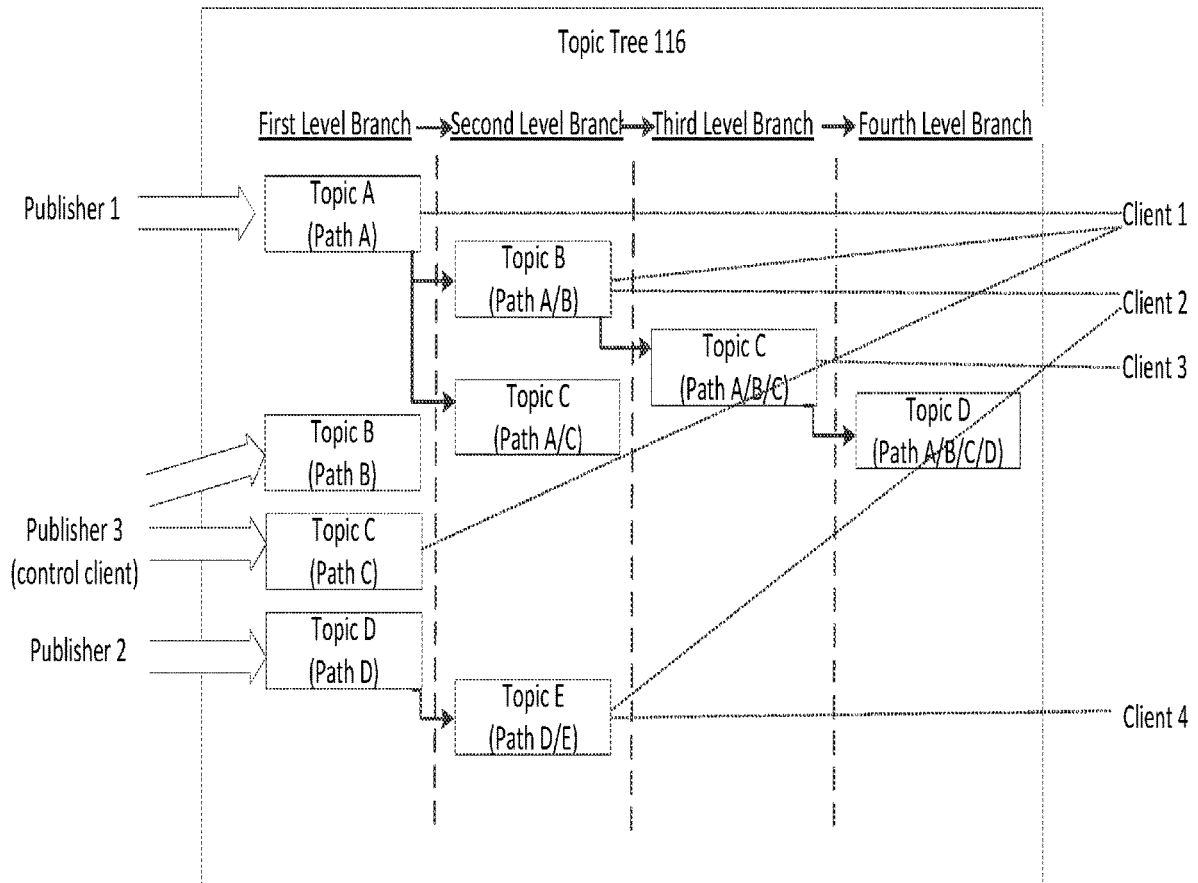 Topic Tree 116
First Level Branch
Second Level Brancl
Third Level Branch
Fourth Level Branch
Publisher 1
Topic A
(Path A)
Client 1
Topic B
(Path A/B)
Client 2
Topic C
(Path A/B/C)
Client 3
Topic C
(Path A/C)
Topic D
(Path A/B/C/D)
Topic B
(Path B)
Publisher 3
(control client)
Topic C
(Path C)
Publisher 2
Topic D
(Path D)
Topic E
(Path D/E)
Client 4